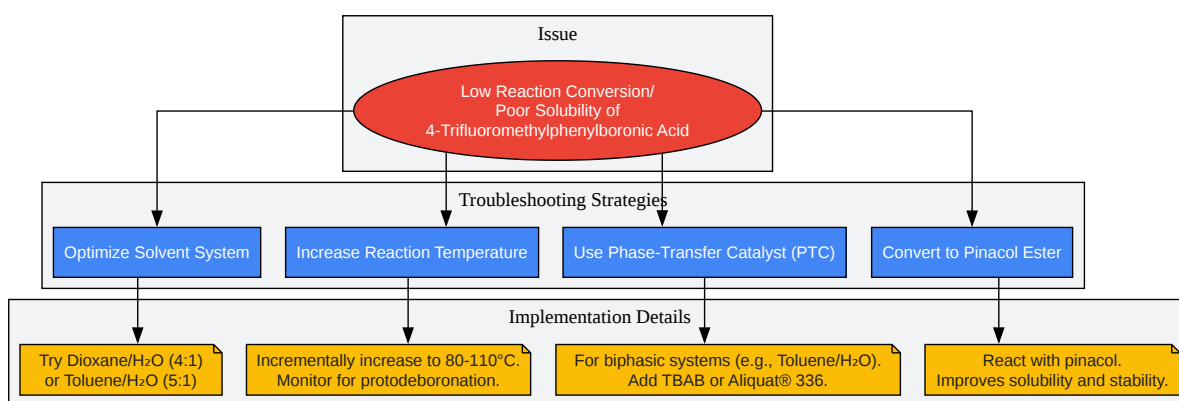 Issue
Low Reaction Conversion/
Poor Solubility of
4-Trifluoromethylphenylboronic Acid
Troubleshooting Strategies
Optimize Solvent System
Increase Reaction Temperature
Use Phase-Transfer Catalyst (PTC)
Convert to Pinacol Ester
Implementation Details
Try Dioxane/H₂O (4:1)
or Toluene/H₂O (5:1)
Incrementally increase to 80-110°C.
Monitor for protodeboronation.
For biphasic systems (e.g., Toluene/H₂O).
Add TBAB or Aliquat® 336.
React with pinacol.
Improves solubility and stability.